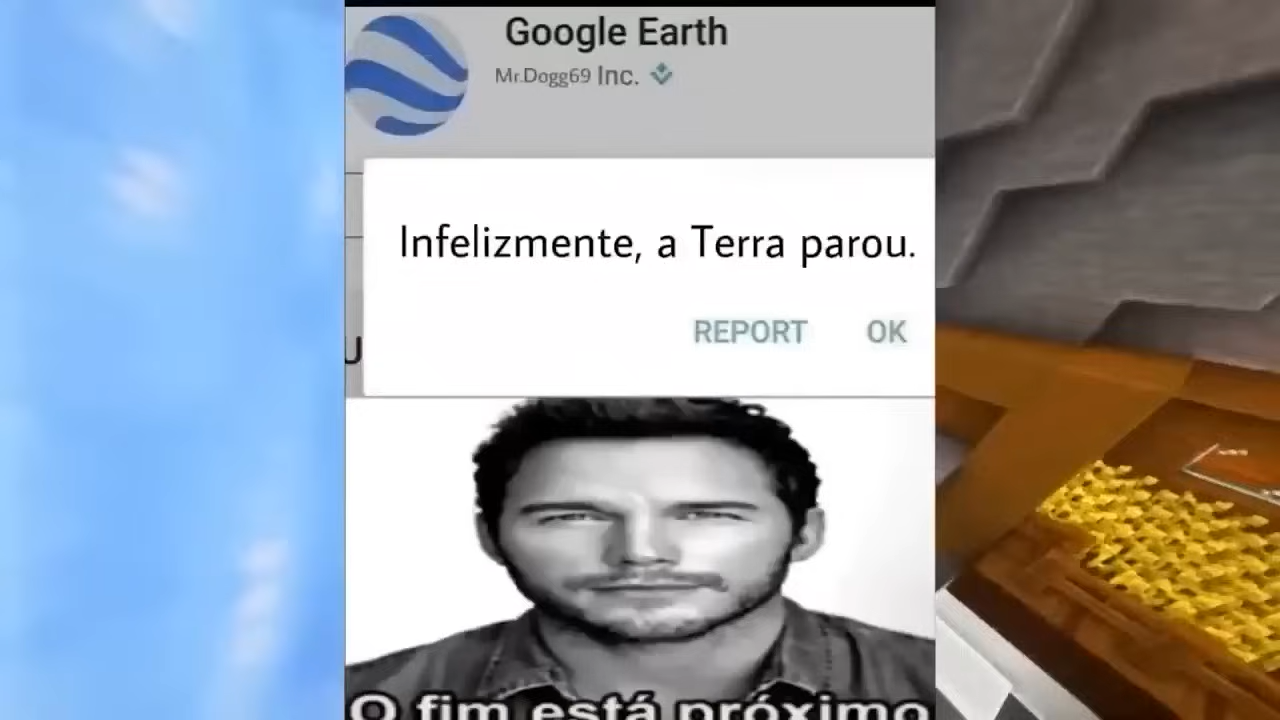 Google Earth
Mr.Dogg69 Inc.
Infelizmente, a Terra parou.
REPORT OK
O fim está próximo